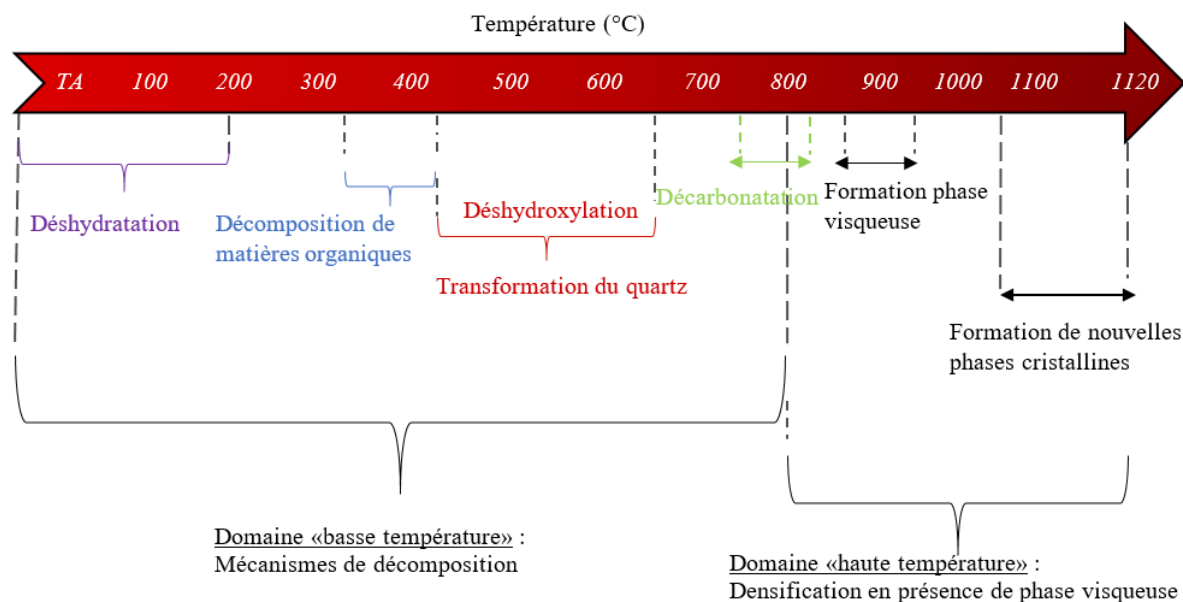 Température (°C)
TA 100 200 300 400 500 600 700 800 900 1000 1100 1120
Déshydratation
Décomposition de
matières organiques
Déshydroxylation
Transformation du quartz
Décarbonatation
Formation phase
visqueuse
Formation de nouvelles
phases cristallines
Domaine «basse température» :
Mécanismes de décomposition
Domaine «haute température» :
Densification en présence de phase visqueuse